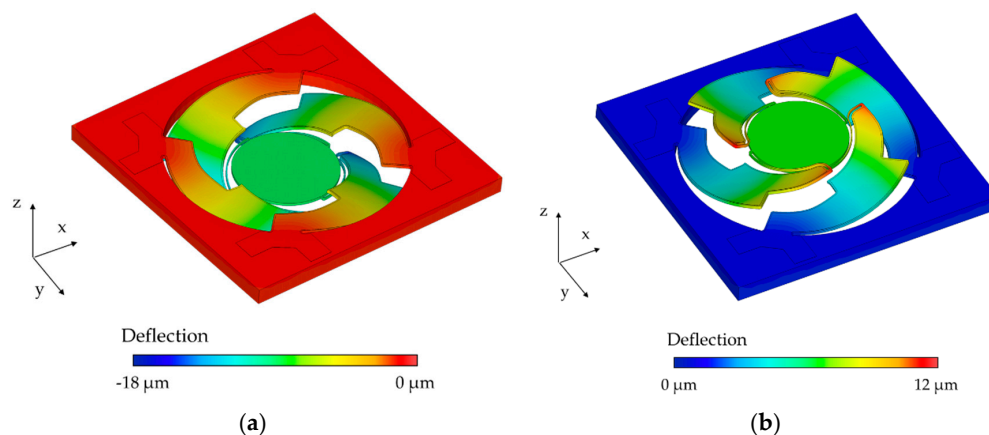 z
x
y
Deflection
-18 µm 0 µm
(a)
z
x
y
Deflection
0 µm 12 µm
(b)